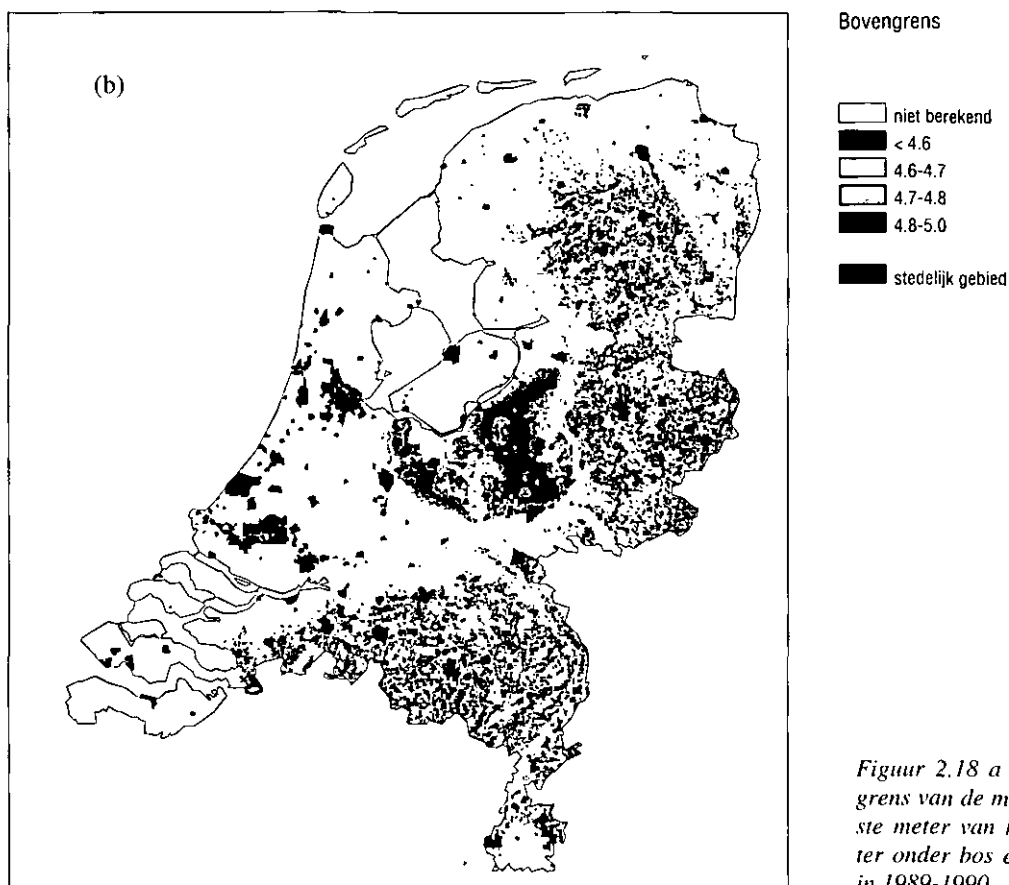 Bovengrens
(b)
niet berekend
< 4.6
4.6-4.7
4.7-4.8
4.8-5.0
stedelijk gebied
Figuur 2.18 a
grens van de m
ste meter van
ter onder bos e
in 1989-1990